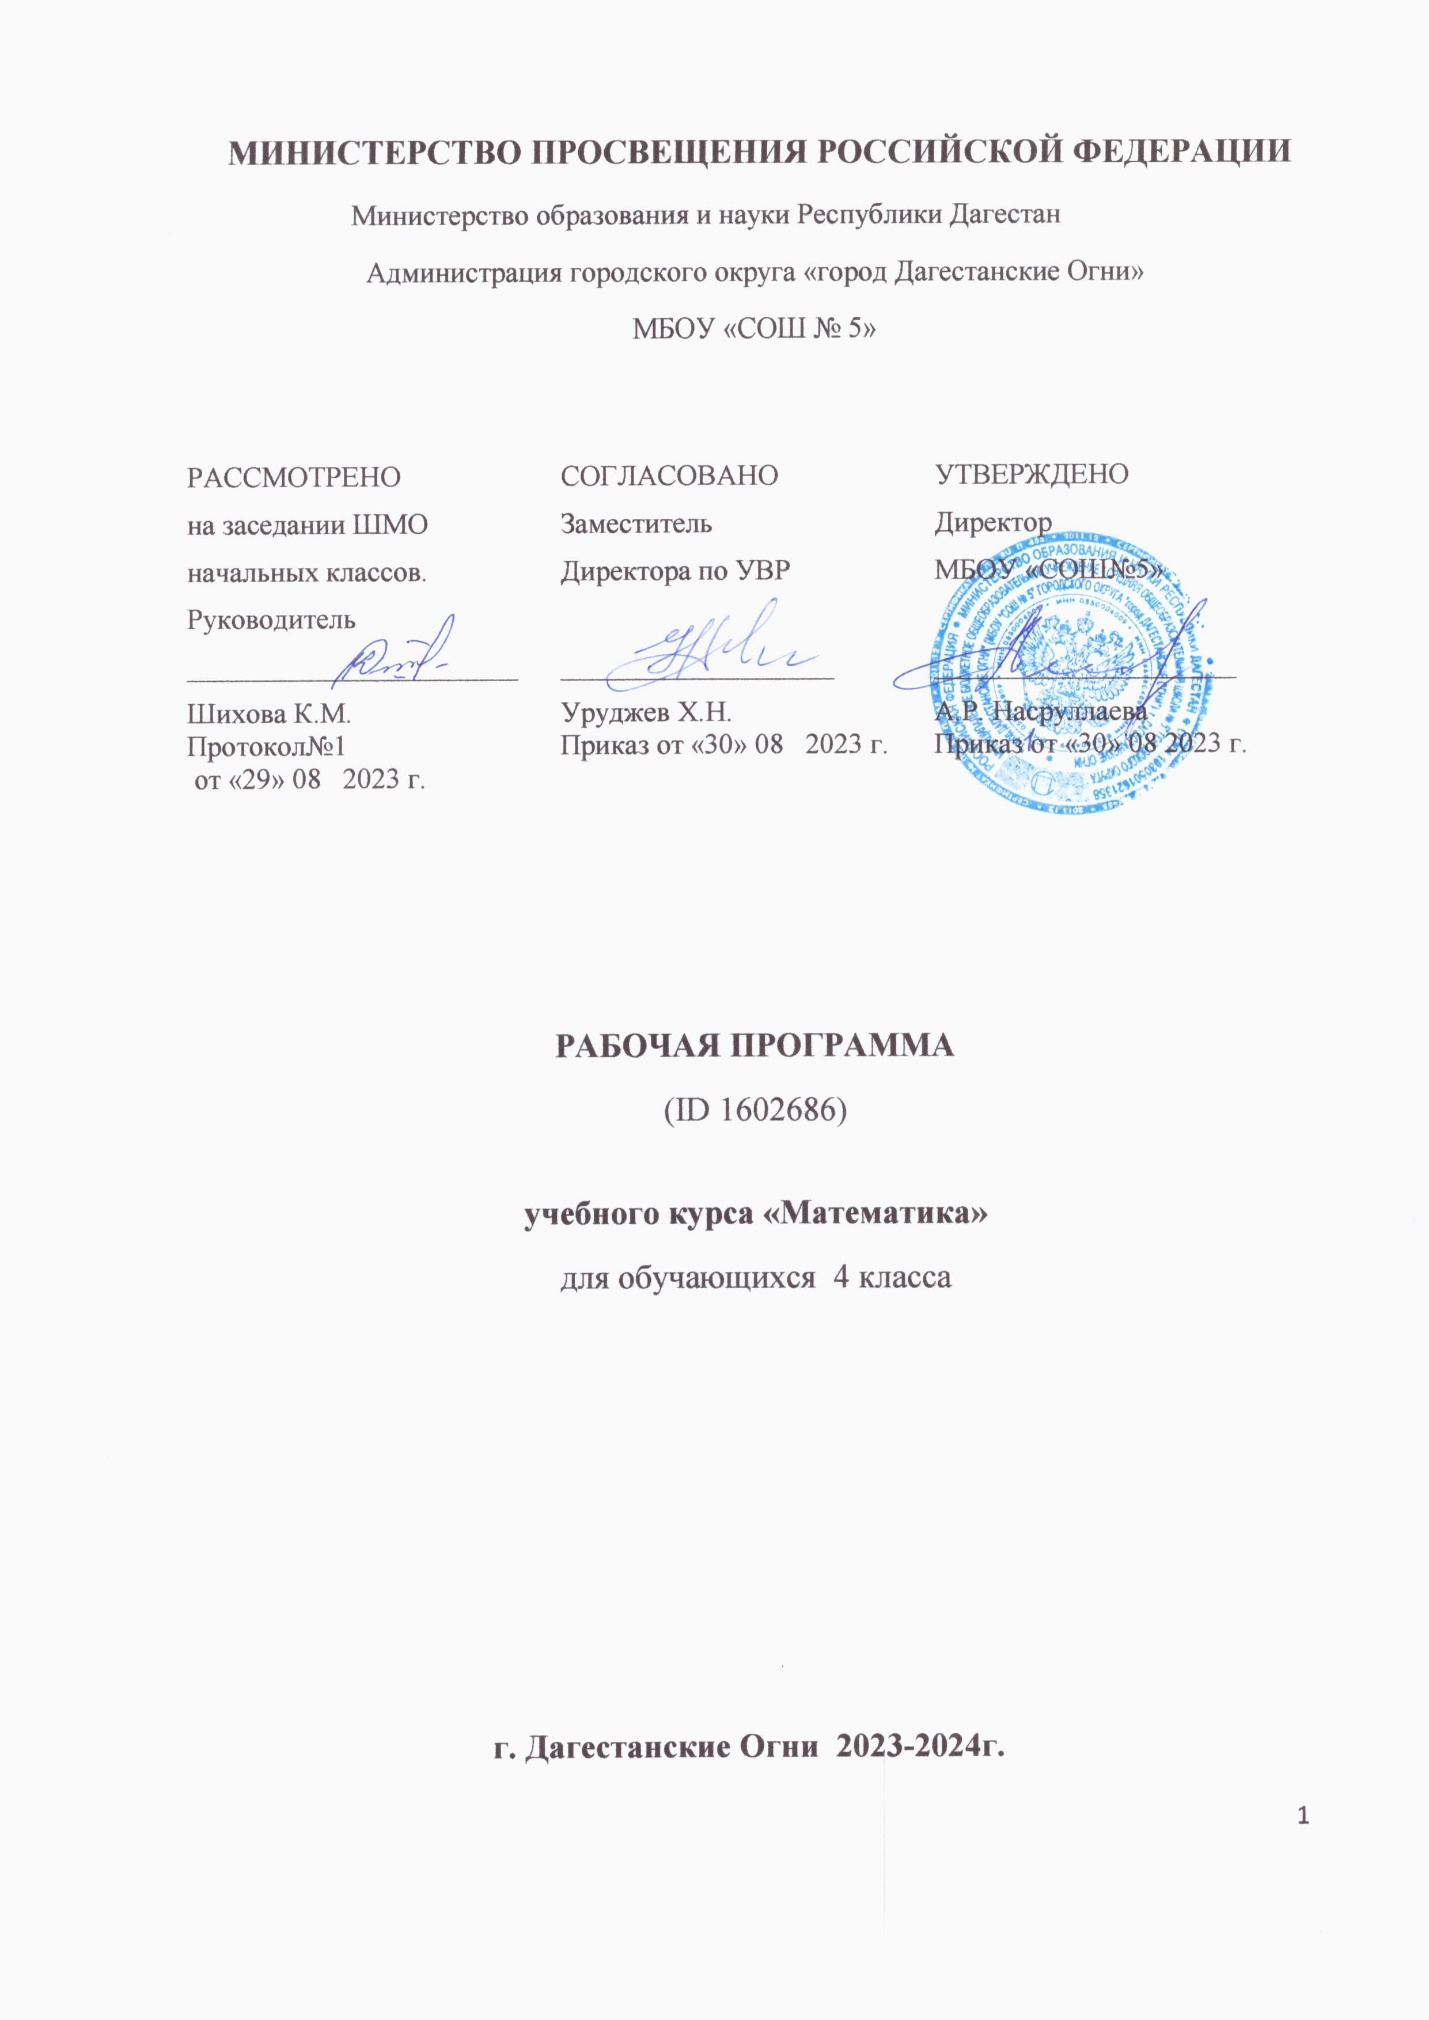 МИНИСТЕРСТВО ПРОСВЕЩЕНИЯ РОССИЙСКОЙ ФЕДЕРАЦИИ
Министерство образования и науки Республики Дагестан
Администрация городского округа «город Дагестанские Огни»
МБОУ «СОШ № 5»
РАССМОТРЕНО
на заседании ШМО
начальных классов.
Руководитель
Шихова К.М.
Протокол№1
от «29» 08 2023 г.
СОГЛАСОВАНО
Заместитель
Директора по УВР
Уруджев Х.Н.
Приказ от «30» 08 2023 г.
УТВЕРЖДЕНО
Директор
МБОУ «СОШ№5»
А.Р. Насруллаева
Приказ от «30» 08 2023 г.
РАБОЧАЯ ПРОГРАММА
(ID 1602686)
учебного курса «Математика»
для обучающихся 4 класса
г. Дагестанские Огни 2023-2024г.
1